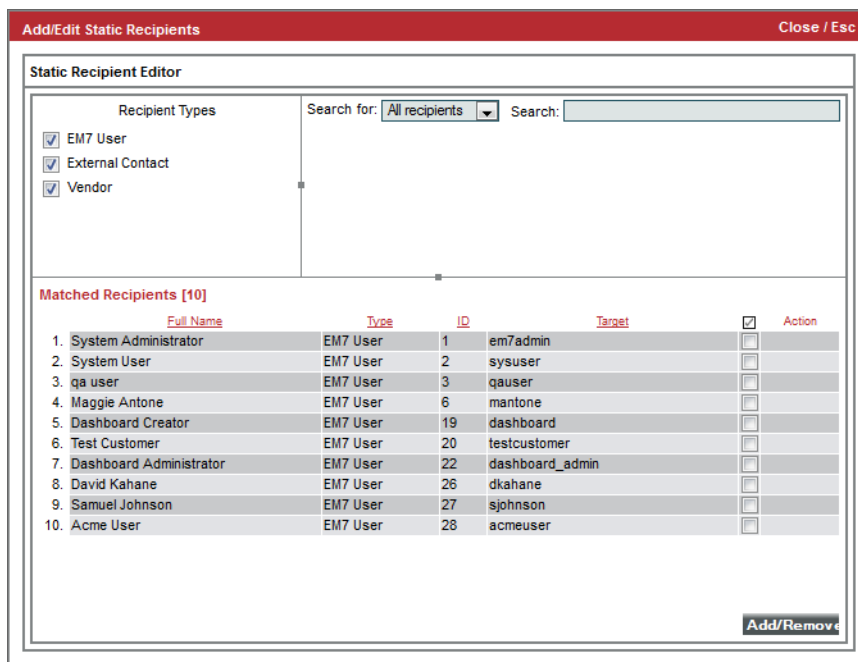 Add/Edit Static Recipients Close / Esc
Static Recipient Editor
Recipient Types
EM7 User
External Contact
Vendor
Search for: All recipients Search:
Matched Recipients [10]
Full Name Type ID Target Action
1. System Administrator EM7 User 1 em7admin
2. System User EM7 User 2 sysuser
3. qa user EM7 User 3 qauser
4. Maggie Antone EM7 User 6 mantone
5. Dashboard Creator EM7 User 19 dashboard
6. Test Customer EM7 User 20 testcustomer
7. Dashboard Administrator EM7 User 22 dashboard_admin
8. David Kahane EM7 User 26 dkahane
9. Samuel Johnson EM7 User 27 sjohnson
10. Acme User EM7 User 28 acmeuser
Add/Remove